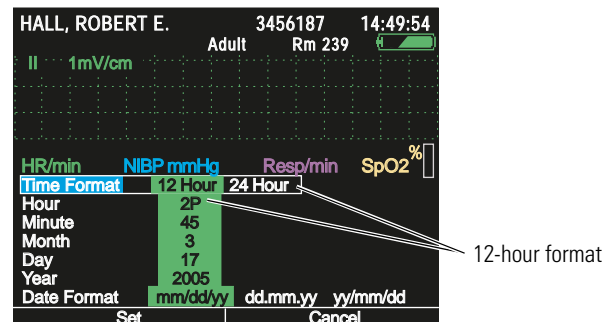 HALL, ROBERT E. 3456187 14:49:54
Adult Rm 239
II 1mV/cm
HR/min NIBP mmHg Resp/min SpO2 %
Time Format 12 Hour 24 Hour
Hour 2P
Minute 45
Month 3
Day 17
Year 2005
Date Format mm/dd/yy dd.mm.yy yy/mm/dd
Set Cancel
12-hour format